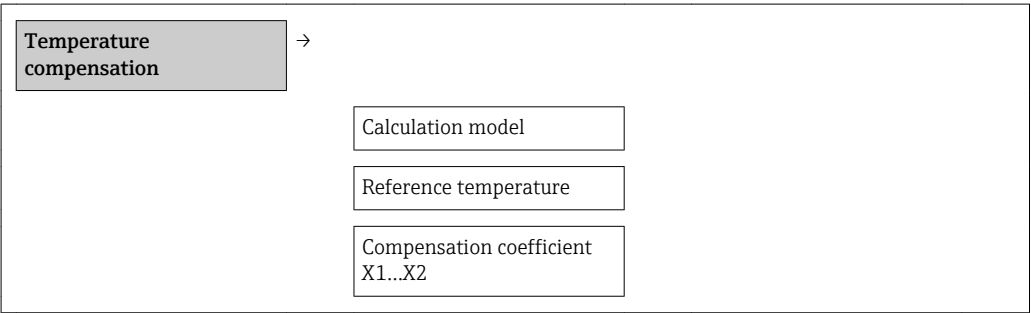 Temperature →
compensation
Calculation model
Reference temperature
Compensation coefficient
X1...X2